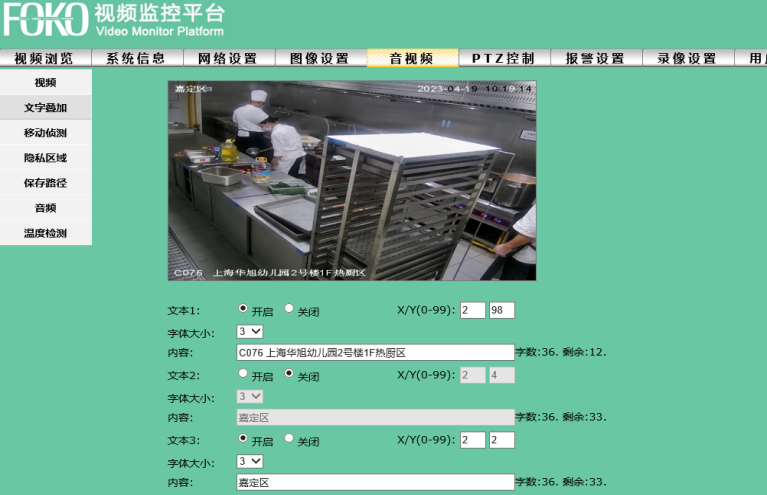 FOKO 视频监控平台
Video Monitor Platform
视频浏览 系统信息 网络设置 图像设置 音视频 PTZ控制 报警设置 录像设置
视频
文字叠加
移动侦测
隐私区域
保存路径
音频
温度检测
嘉定区 2023-04-19 10:19:14
C076 上海华旭幼儿园2号楼1F热厨区
文本1: 开启 关闭 X/Y(0-99): 2 98
字体大小: 3
内容: C076 上海华旭幼儿园2号楼1F热厨区 字数:36. 剩余:12.
文本2: 开启 关闭 X/Y(0-99): 2 4
字体大小: 3
内容: 嘉定区 字数:36. 剩余:33.
文本3: 开启 关闭 X/Y(0-99): 2 2
字体大小: 3
内容: 嘉定区 字数:36. 剩余:33.